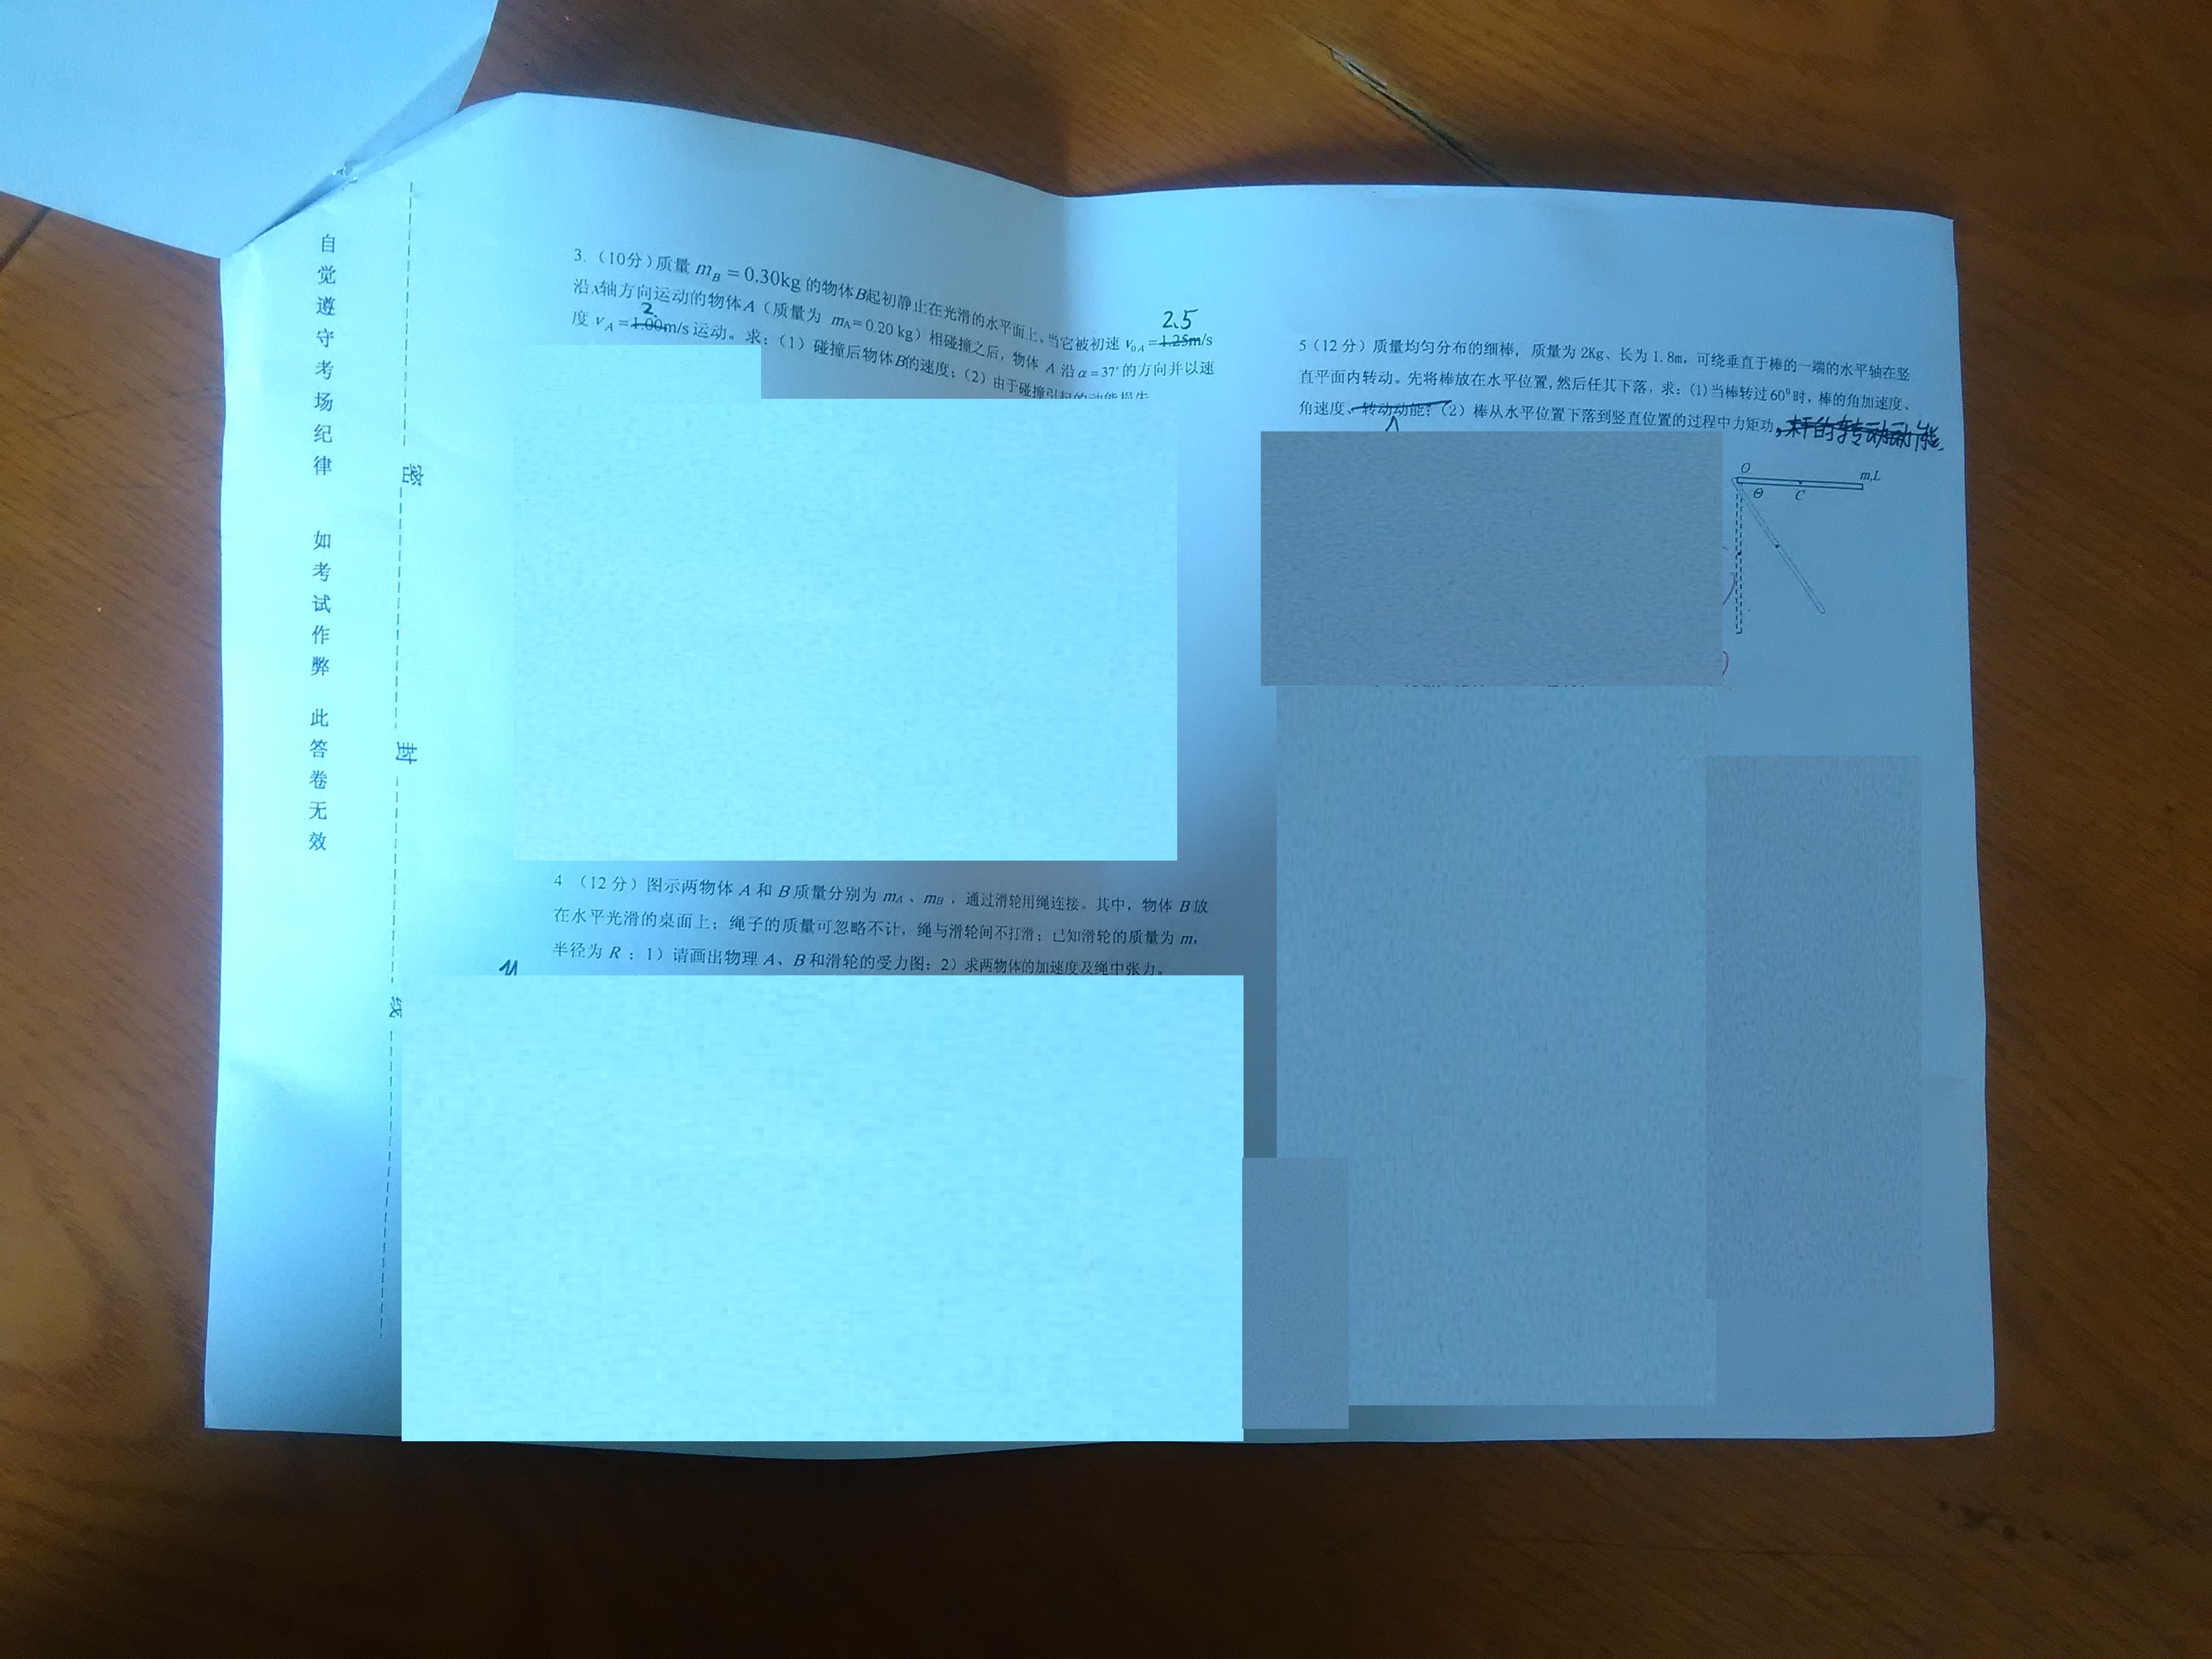 自觉遵守考场纪律 如考试作弊 此答卷无效
密 封 线
3.（10分）质量 m_B = 0.30kg 的物体B起初静止在光滑的水平面上、当它被初速 v_0A = 1.25m/s
2.5
沿x轴方向运动的物体A（质量为 m_A = 0.20 kg）相碰撞之后，物体 A 沿 α = 37° 的方向并以速
2.
度 v_A = 1.00m/s 运动。求：（1）碰撞后物体B的速度；（2）由于碰撞引起的动能损失
4 （12 分）图示两物体 A 和 B 质量分别为 m_A 、m_B ，通过滑轮用绳连接。其中，物体 B 放
在水平光滑的桌面上；绳子的质量可忽略不计，绳与滑轮间不打滑；已知滑轮的质量为 m，
半径为 R ；1）请画出物理 A、B 和滑轮的受力图；2）求两物体的加速度及绳中张力。
5（12 分）质量均匀分布的细棒，质量为 2Kg、长为 1.8m，可绕垂直于棒的一端的水平轴在竖
直平面内转动。先将棒放在水平位置，然后任其下落，求：(1)当棒转过60⁰时，棒的角加速度、
角速度、转动动能；（2）棒从水平位置下落到竖直位置的过程中力矩功
O
m,L
Θ
C